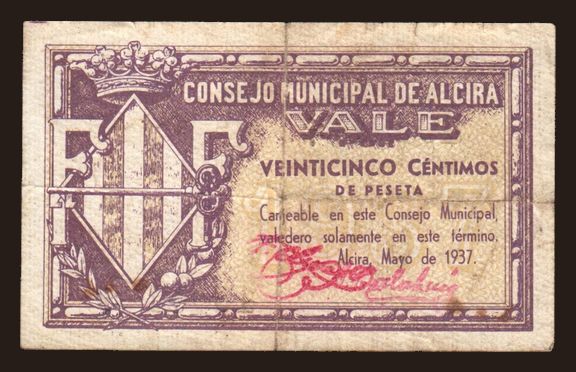 CONSEJO MUNICIPAL DE ALCIRA
VALE
VEINTICINCO CÉNTIMOS
DE PESETA
Canjeable en este Consejo Municipal,
valedero solamente en este término.
Alcira, Mayo de 1937.
F F